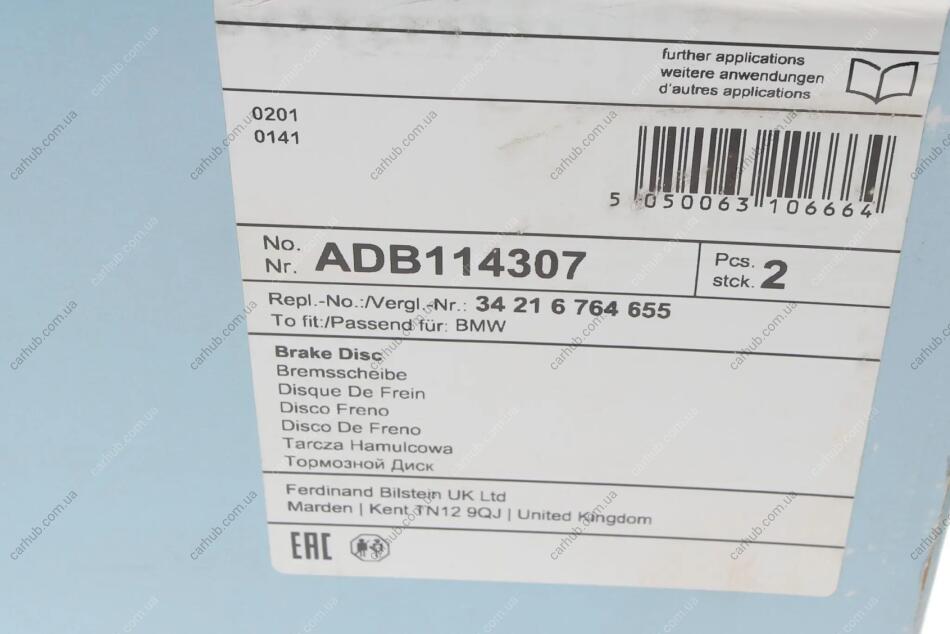 further applications
weitere anwendungen
d'autres applications
0201
0141
5 050063 106664
No.
Nr. ADB114307
Pcs.
stck. 2
Repl.-No.:/Vergl.-Nr.: 34 21 6 764 655
To fit:/Passend für: BMW
Brake Disc
Bremsscheibe
Disque De Frein
Disco Freno
Disco De Freno
Tarcza Hamulcowa
Тормозной Диск
Ferdinand Bilstein UK Ltd
Marden | Kent TN12 9QJ | United Kingdom
EAC
carhub.com.ua